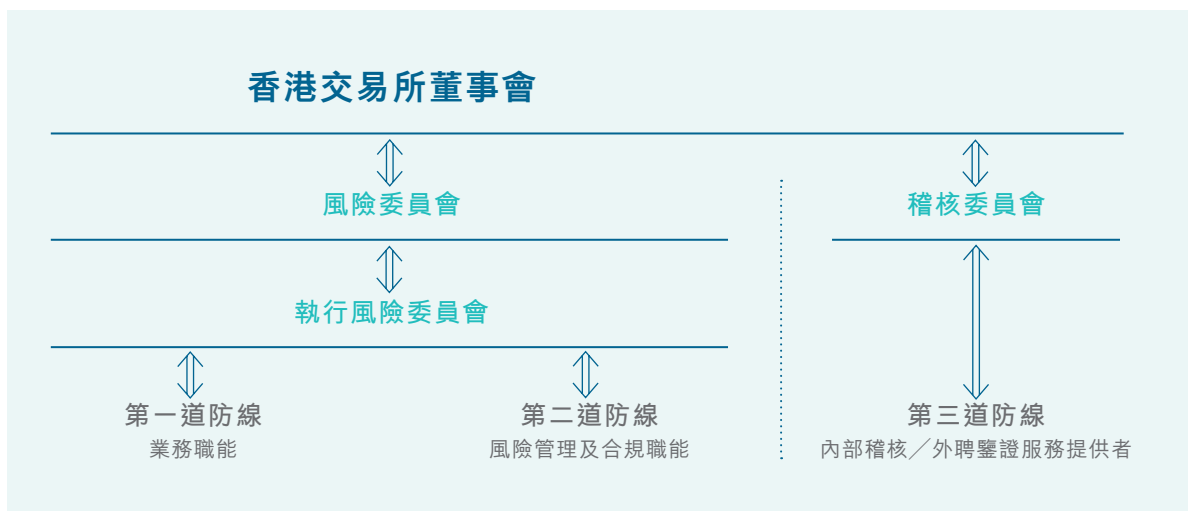 香港交易所董事會
風險委員會
稽核委員會
執行風險委員會
第一道防線
業務職能
第二道防線
風險管理及合規職能
第三道防線
內部稽核╱外聘鑒證服務提供者